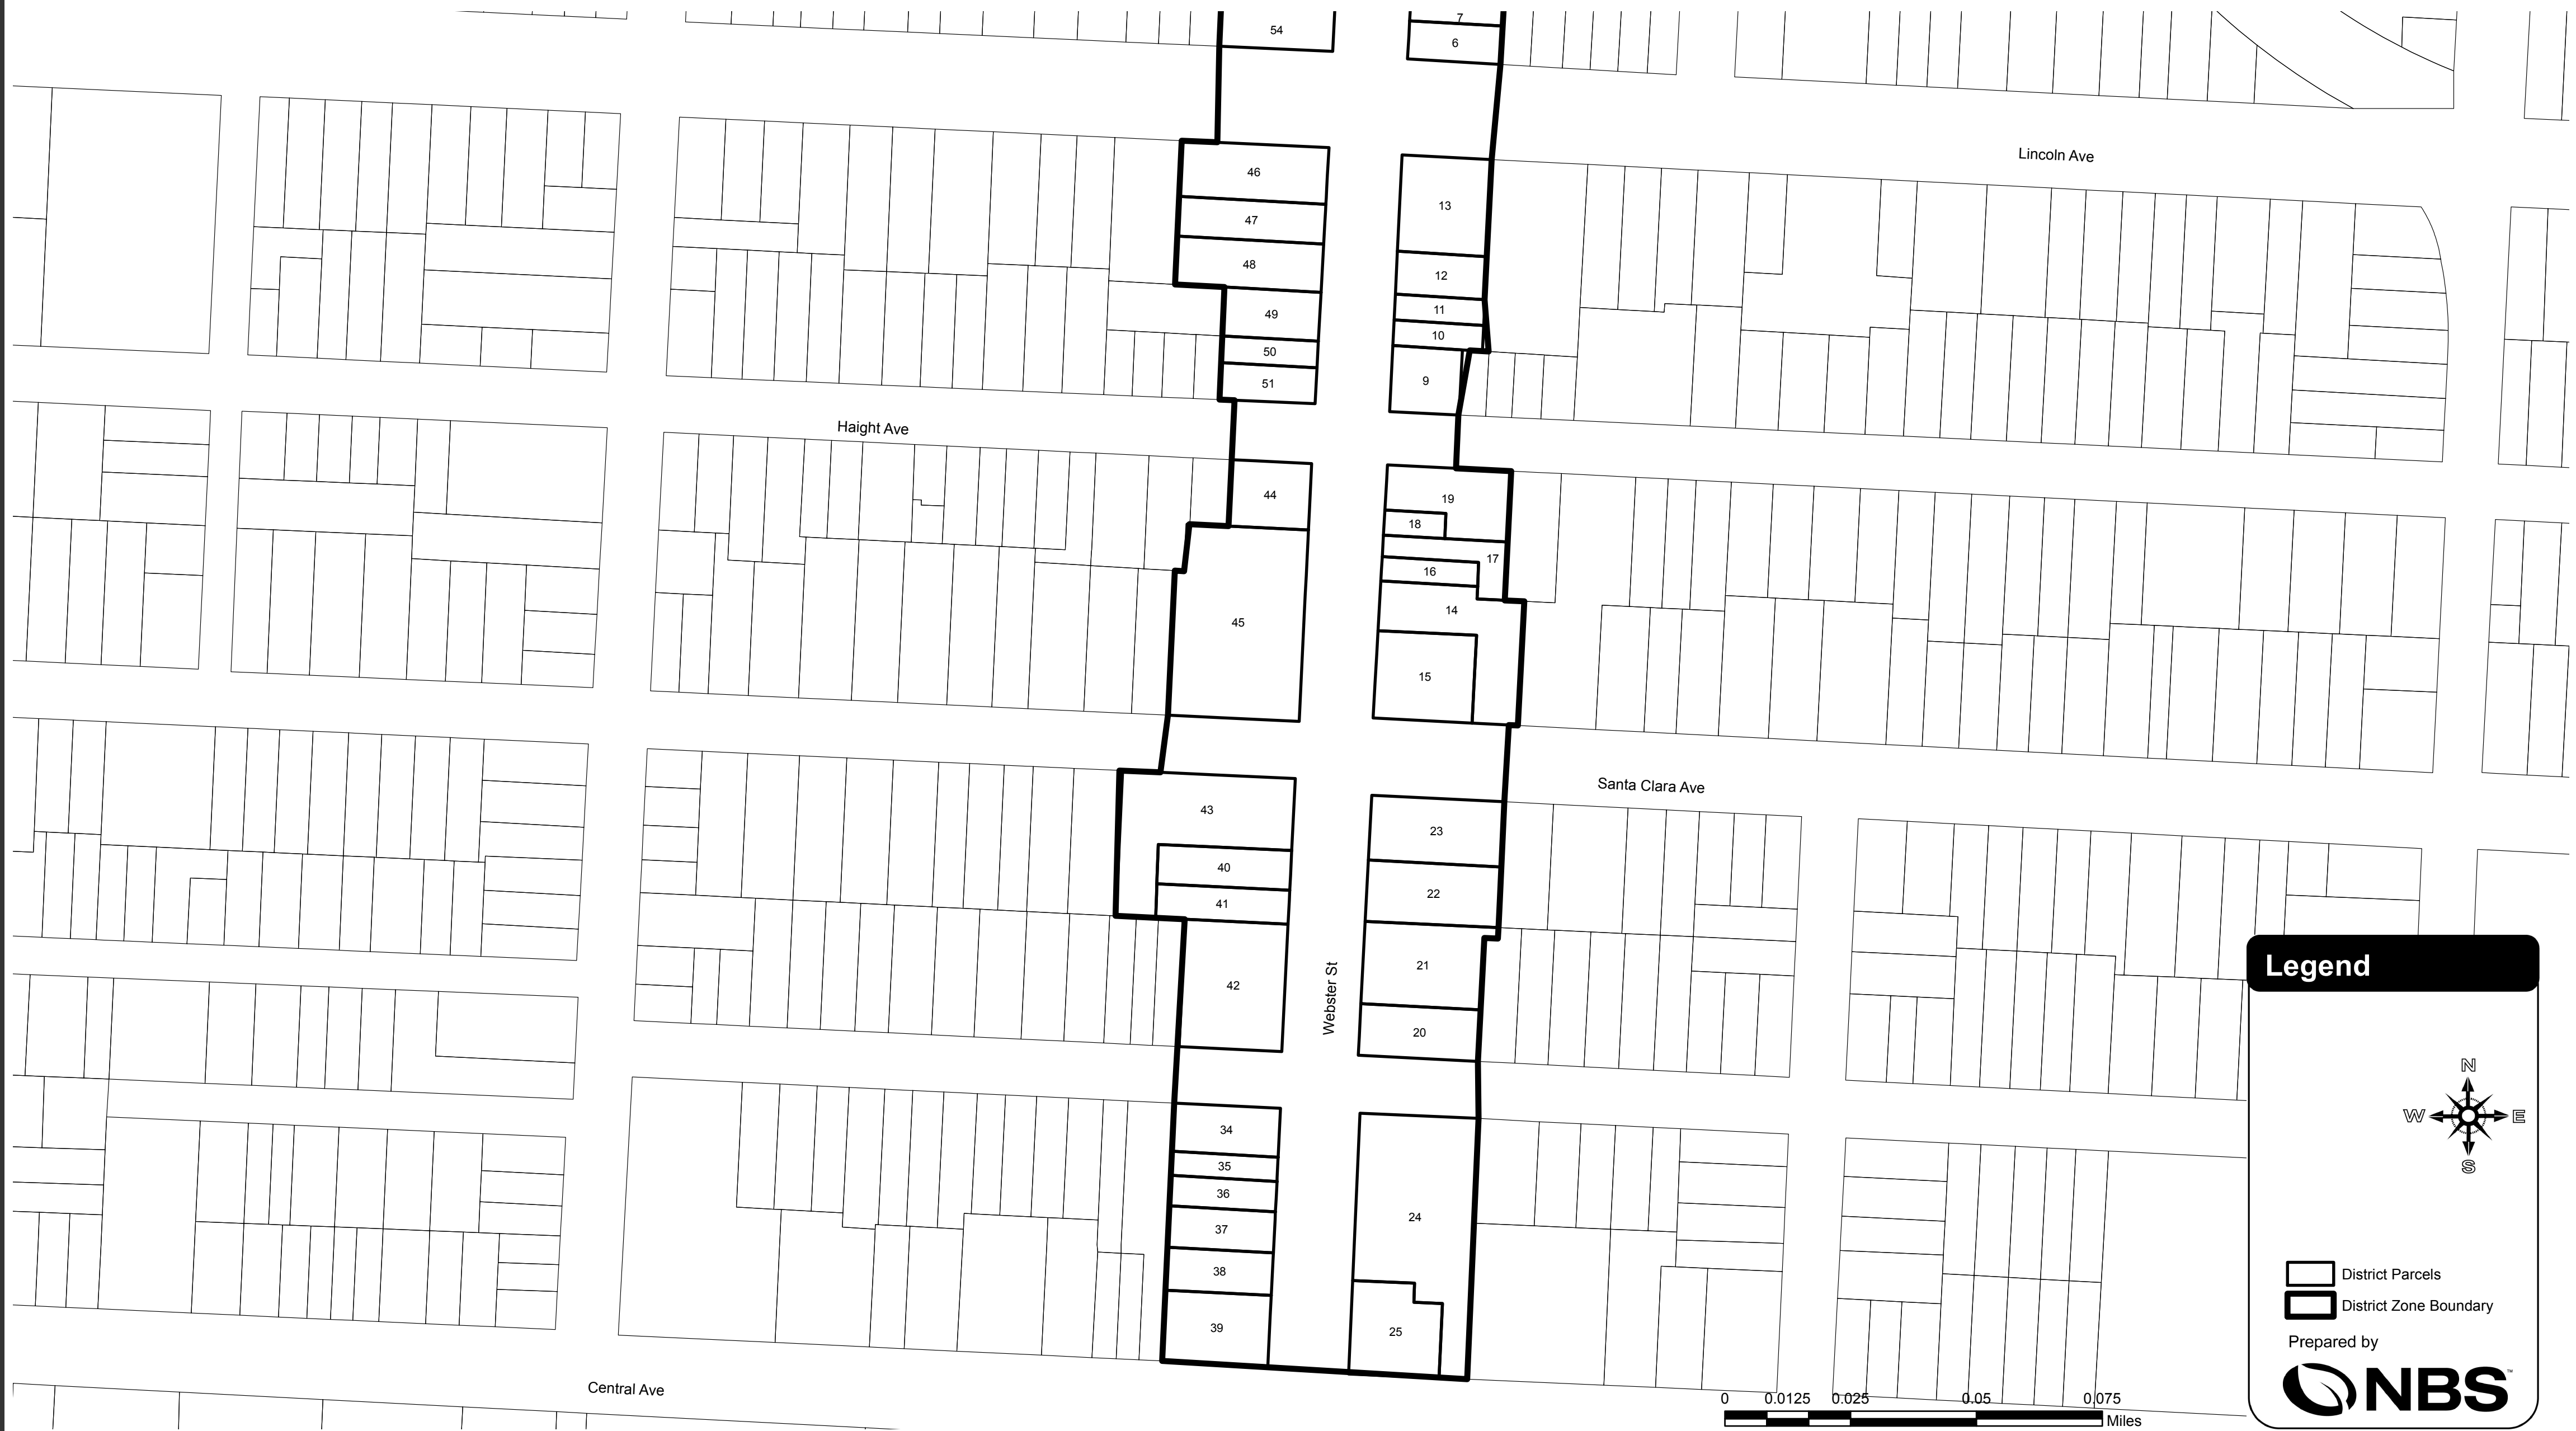 7
54
6
Lincoln Ave
46
13
47
48
12
11
49
10
50
9
51
Haight Ave
44
19
18
17
16
14
45
15
Santa Clara Ave
43
23
40
22
41
21
42
Webster St
20
34
35
36
37
24
38
39
25
Central Ave
Legend
N
W E
S
District Parcels
District Zone Boundary
Prepared by
NBS™
0 0.0125 0.025 0.05 0.075
Miles